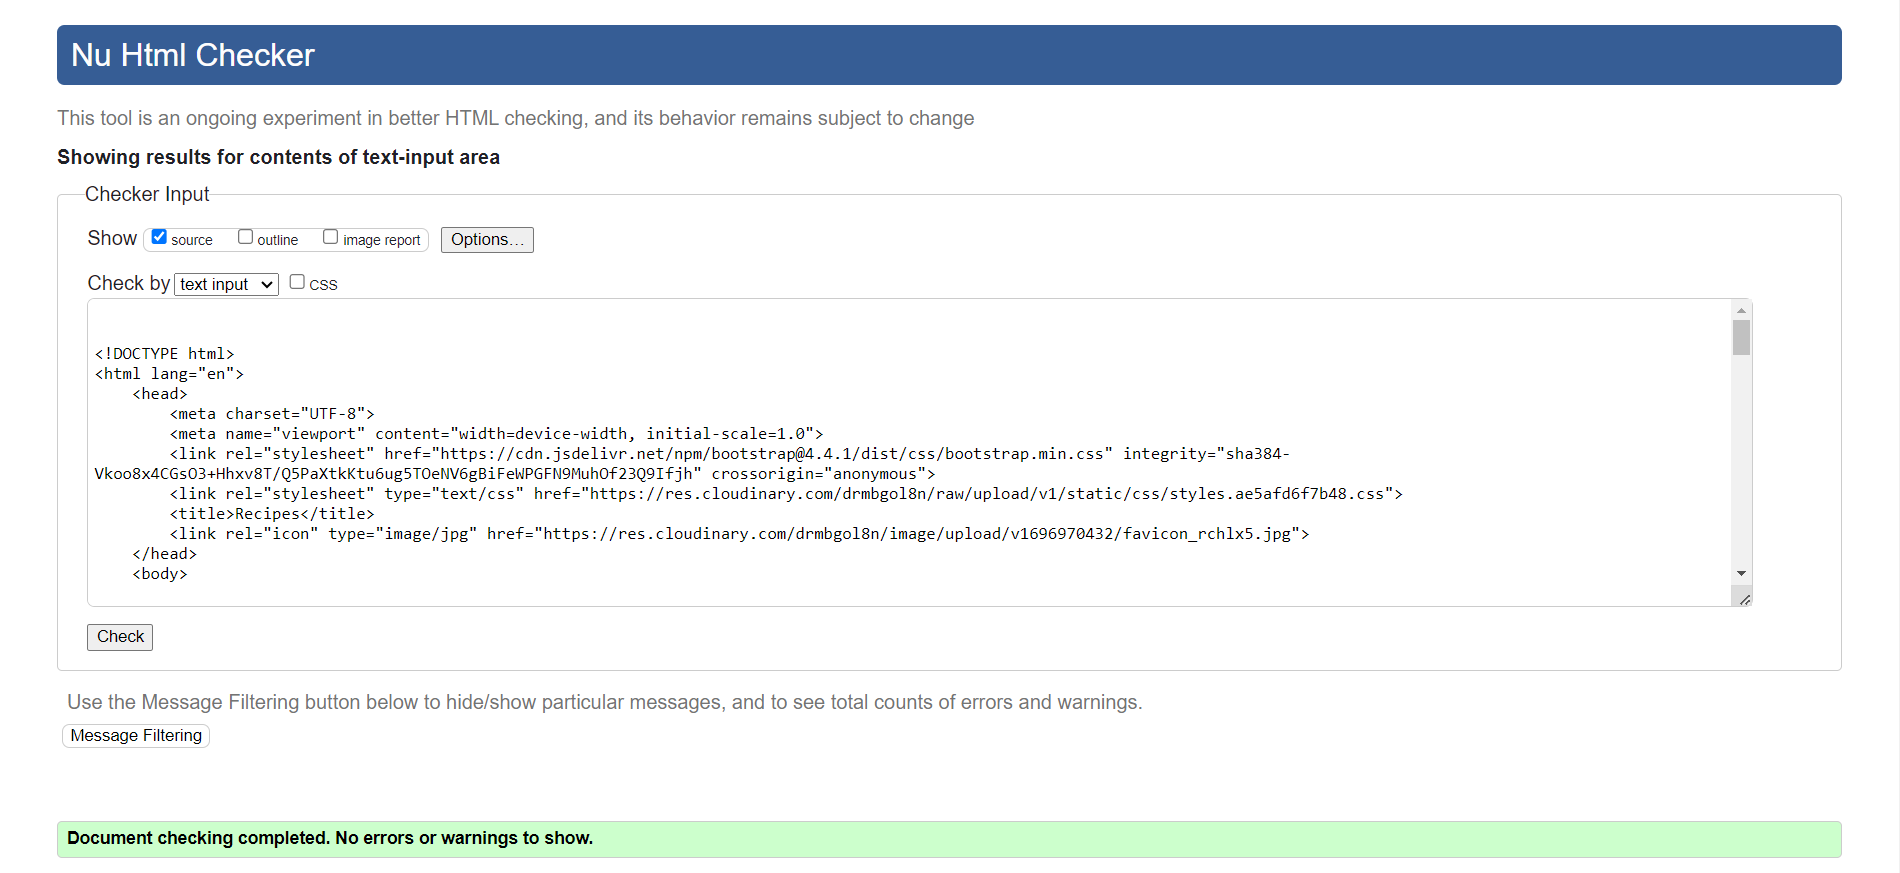 Nu Html Checker
This tool is an ongoing experiment in better HTML checking, and its behavior remains subject to change
Showing results for contents of text-input area
Checker Input
Show source outline image report Options...
Check by text input CSS
<!DOCTYPE html>
<html lang="en">
    <head>
        <meta charset="UTF-8">
        <meta name="viewport" content="width=device-width, initial-scale=1.0">
        <link rel="stylesheet" href="https://cdn.jsdelivr.net/npm/bootstrap@4.4.1/dist/css/bootstrap.min.css" integrity="sha384-
Vkoo8x4CGsO3+Hhxv8T/Q5PaXtkKtu6ug5TOeNV6gBiFeWPGFN9MuhOf23Q9Ifjh" crossorigin="anonymous">
        <link rel="stylesheet" type="text/css" href="https://res.cloudinary.com/drmbgol8n/raw/upload/v1/static/css/styles.ae5afd6f7b48.css">
        <title>Recipes</title>
        <link rel="icon" type="image/jpg" href="https://res.cloudinary.com/drmbgol8n/image/upload/v1696970432/favicon_rchlx5.jpg">
    </head>
    <body>
Check
Use the Message Filtering button below to hide/show particular messages, and to see total counts of errors and warnings.
Message Filtering
Document checking completed. No errors or warnings to show.